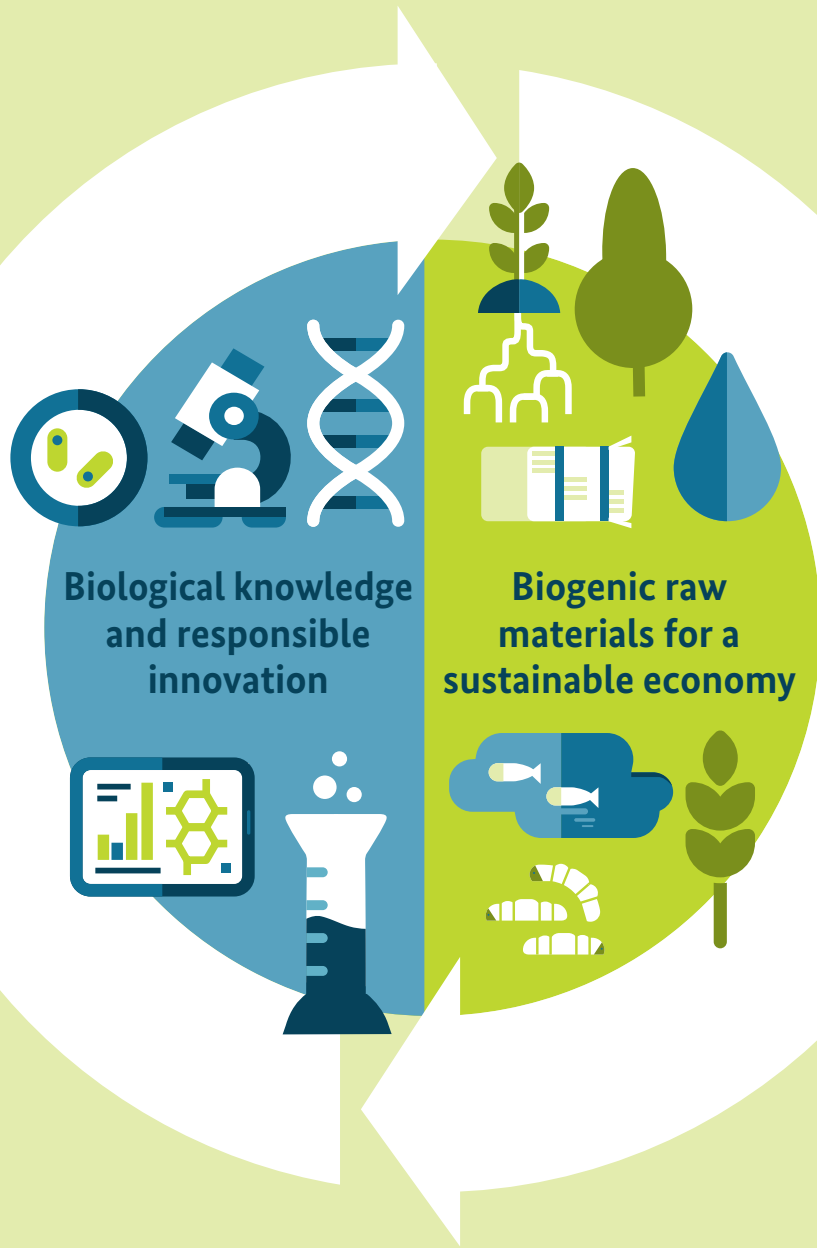 Biological knowledge
and responsible
innovation
Biogenic raw
materials for a
sustainable economy